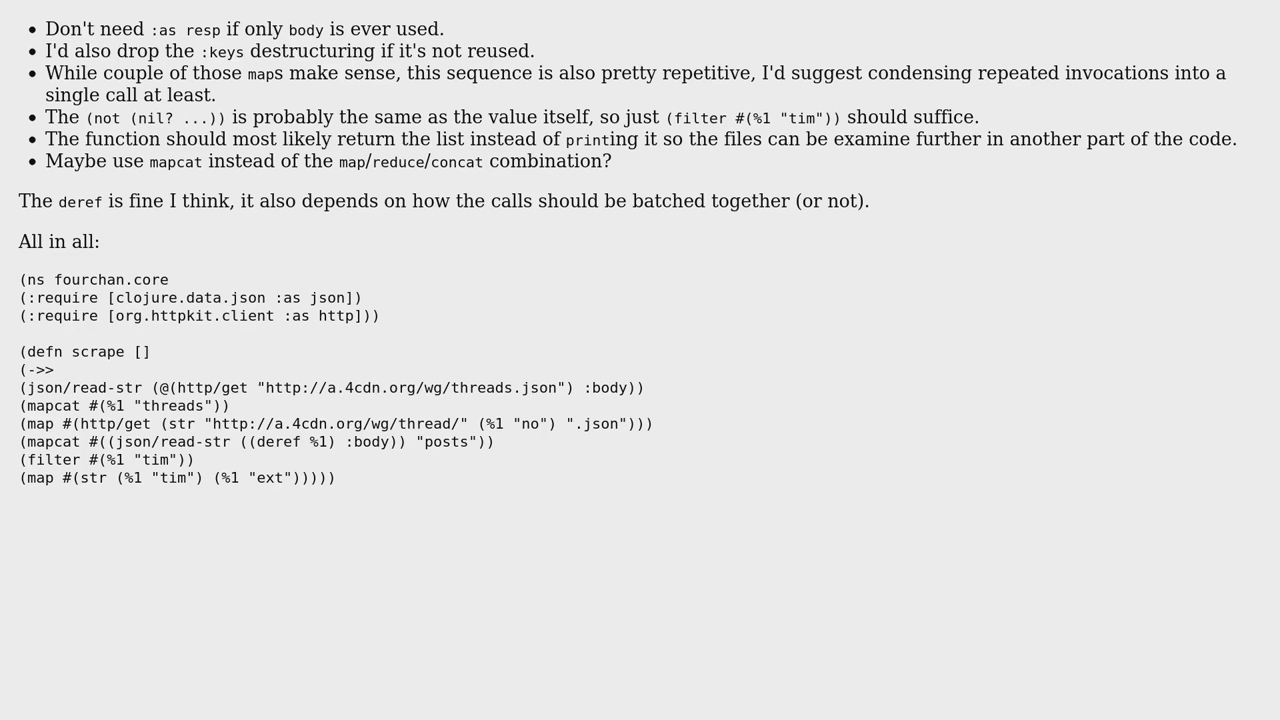 Don't need :as resp if only body is ever used.
I'd also drop the :keys destructuring if it's not reused.
While couple of those maps make sense, this sequence is also pretty repetitive, I'd suggest condensing repeated invocations into a
single call at least.
The (not (nil? ...)) is probably the same as the value itself, so just (filter #(%1 "tim")) should suffice.
The function should most likely return the list instead of printing it so the files can be examine further in another part of the code.
Maybe use mapcat instead of the map/reduce/concat combination?
The deref is fine I think, it also depends on how the calls should be batched together (or not).
All in all:
(ns fourchan.core
(:require [clojure.data.json :as json])
(:require [org.httpkit.client :as http]))
(defn scrape []
(->>
(json/read-str (@(http/get "http://a.4cdn.org/wg/threads.json") :body))
(mapcat #(%1 "threads"))
(map #(http/get (str "http://a.4cdn.org/wg/thread/" (%1 "no") ".json")))
(mapcat #((json/read-str ((deref %1) :body)) "posts"))
(filter #(%1 "tim"))
(map #(str (%1 "tim") (%1 "ext")))))